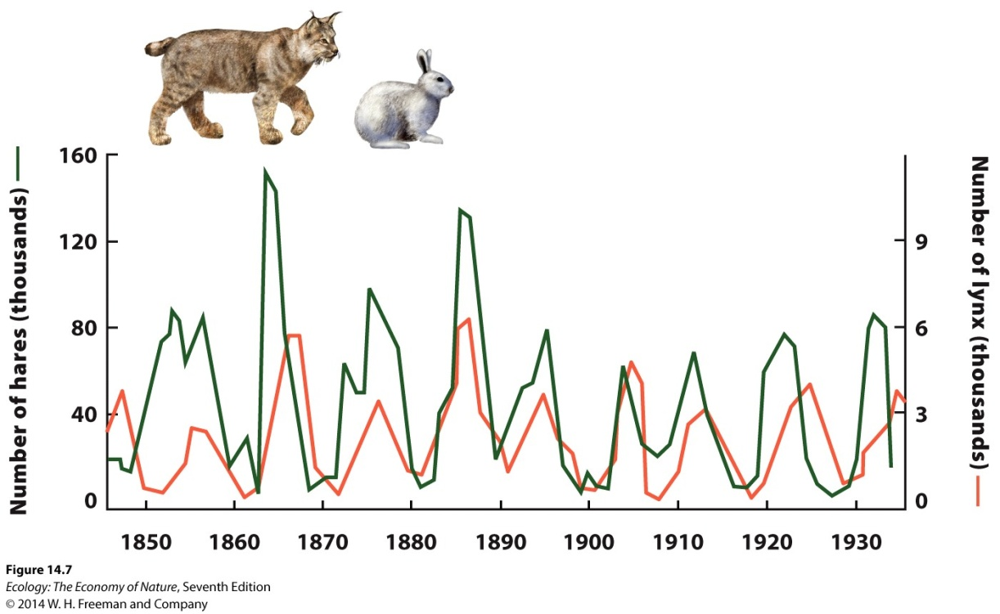 160
120
80
40
0
Number of hares (thousands)
9
6
3
0
Number of lynx (thousands)
1850 1860 1870 1880 1890 1900 1910 1920 1930
Figure 14.7
Ecology: The Economy of Nature, Seventh Edition
© 2014 W. H. Freeman and Company